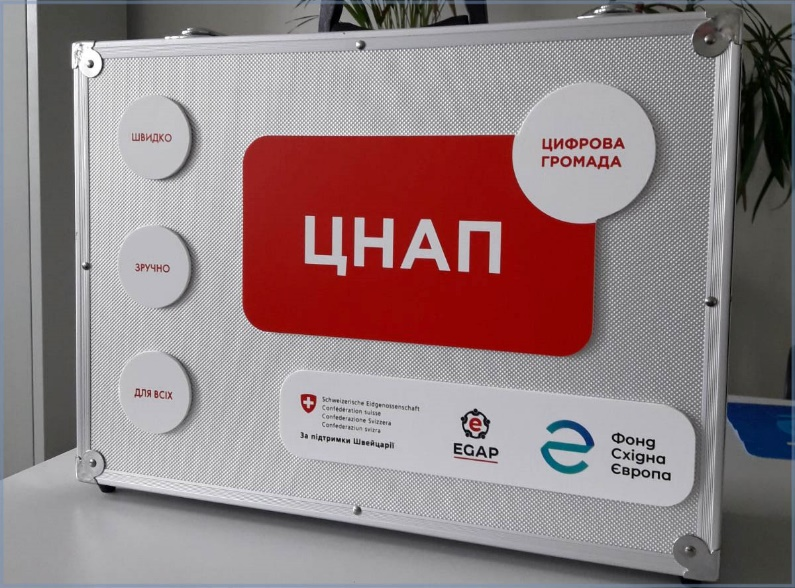 ШВИДКО
ЗРУЧНО
ДЛЯ ВСІХ
ЦНАП
ЦИФРОВА
ГРОМАДА
Schweizerische Eidgenossenschaft
Confédération suisse
Confederazione Svizzera
Confederaziun svizra
За підтримки Швейцарії
e
EGAP
Фонд
Східна
Європа